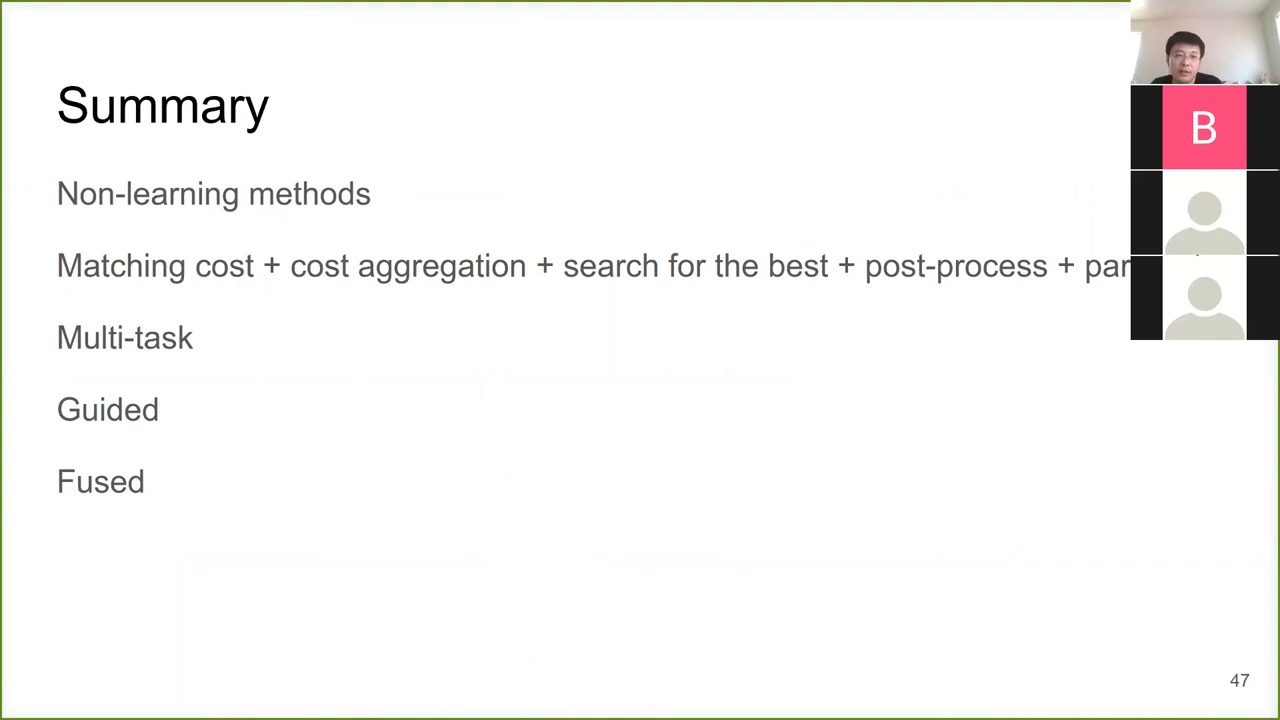 Summary
Non-learning methods
Matching cost + cost aggregation + search for the best + post-process +
Multi-task
Guided
Fused
B
47